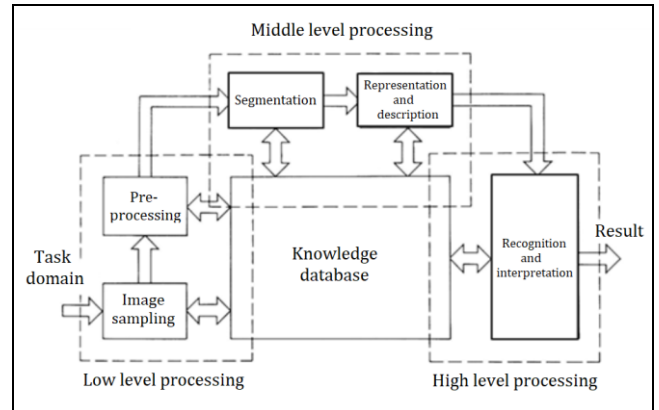 Middle level processing
Segmentation
Representation
and
description
Pre-
processing
Knowledge
database
Recognition
and
interpretation
Result
Task
domain
Image
sampling
Low level processing
High level processing